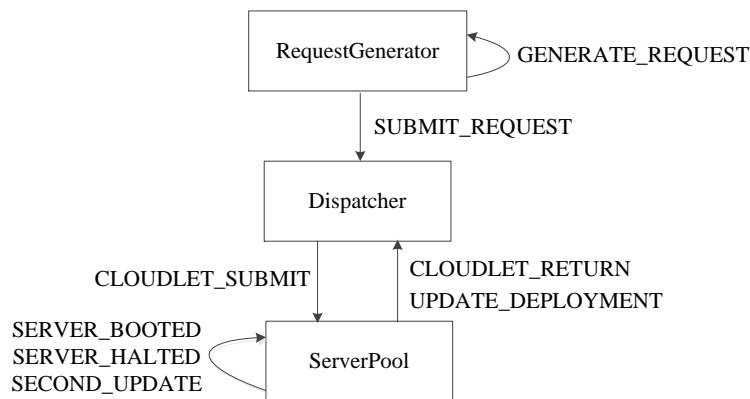 RequestGenerator
GENERATE_REQUEST
SUBMIT_REQUEST
Dispatcher
CLOUDLET_SUBMIT
CLOUDLET_RETURN
UPDATE_DEPLOYMENT
SERVER_BOOTED
SERVER_HALTED
SECOND_UPDATE
ServerPool